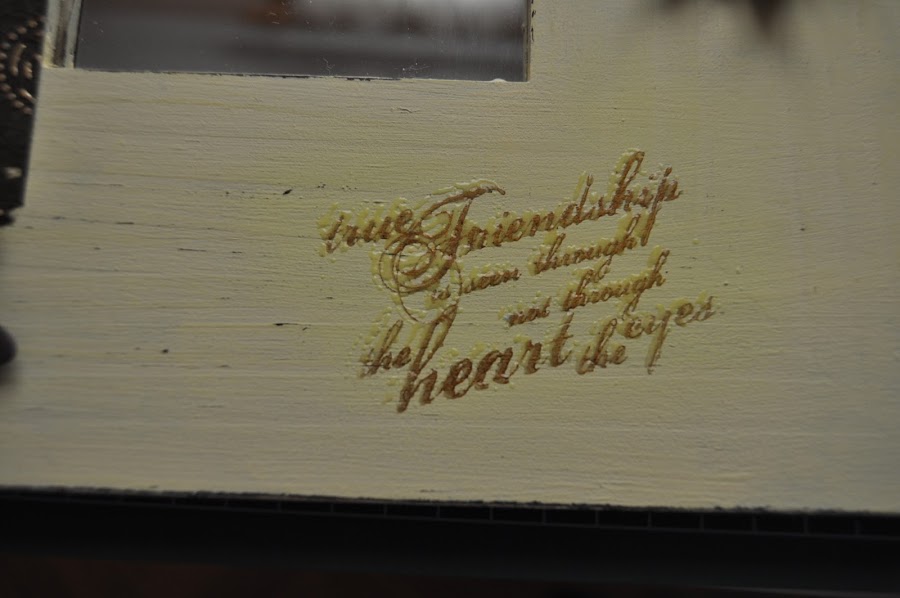 true Friendship
is seen through
the heart
not through
the eyes